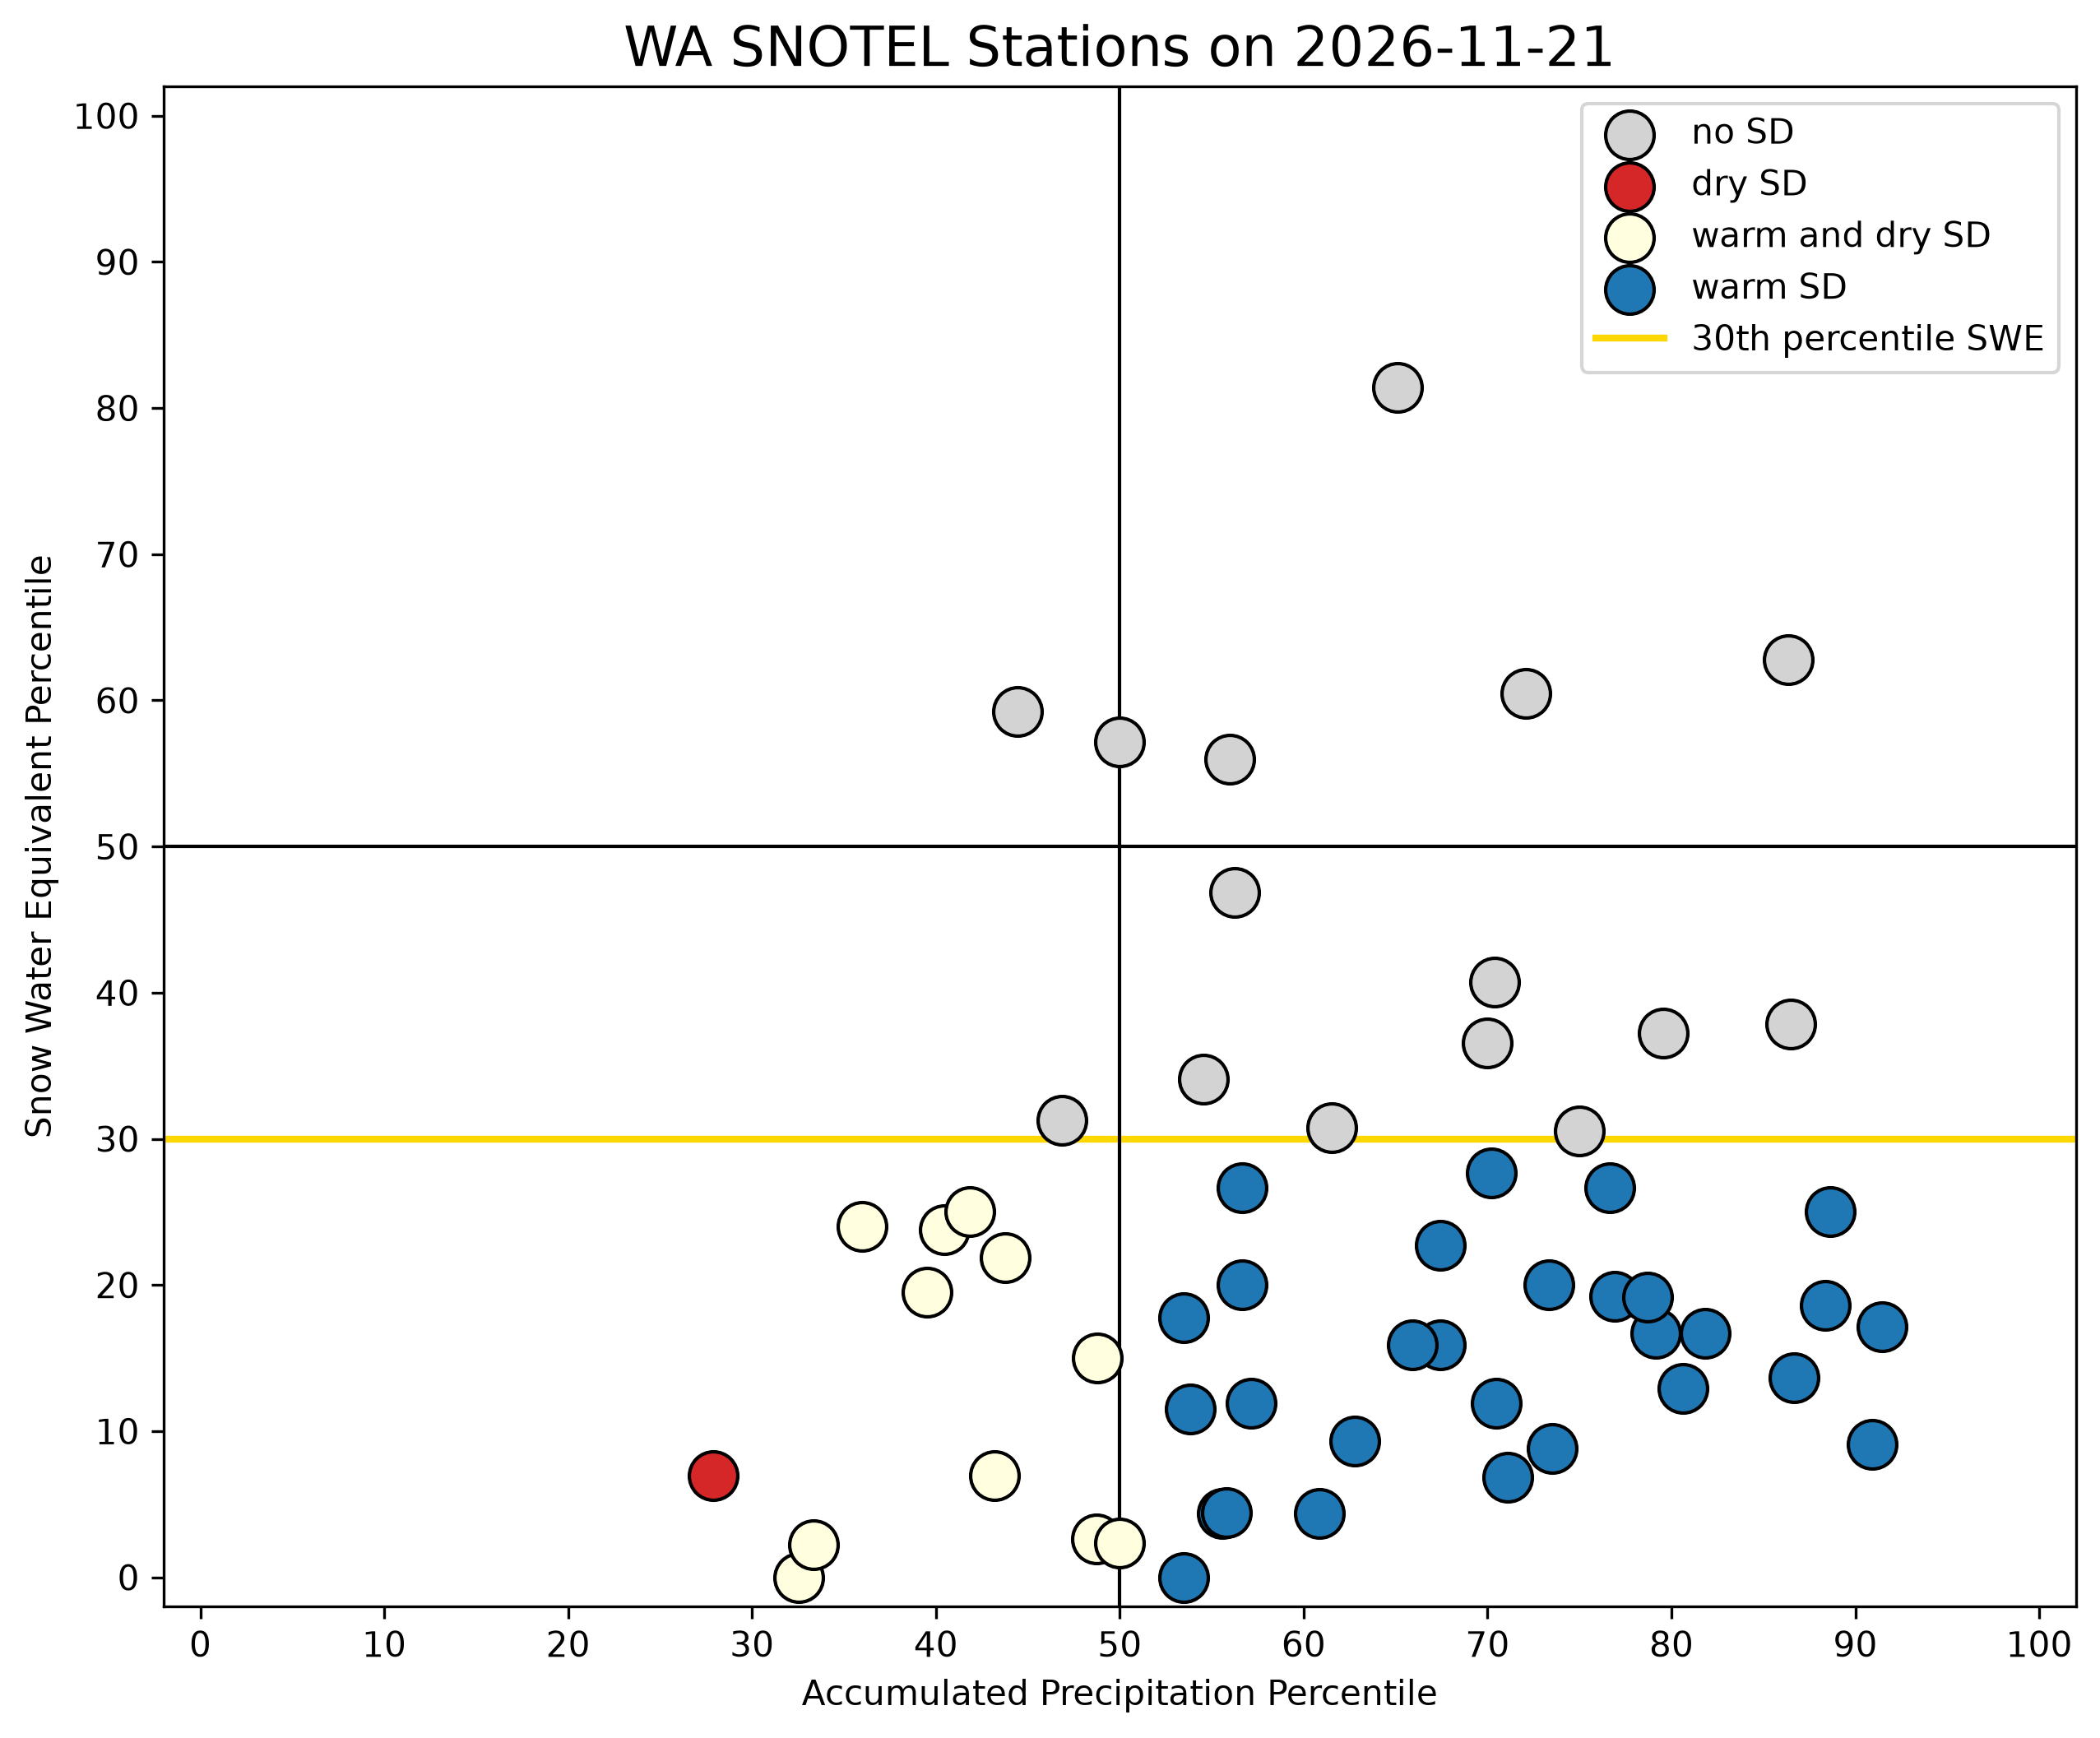 WA SNOTEL Stations on 2026-11-21
no SD
dry SD
warm and dry SD
warm SD
30th percentile SWE
100
90
80
70
60
50
40
30
20
10
0
Snow Water Equivalent Percentile
0 10 20 30 40 50 60 70 80 90 100
Accumulated Precipitation Percentile